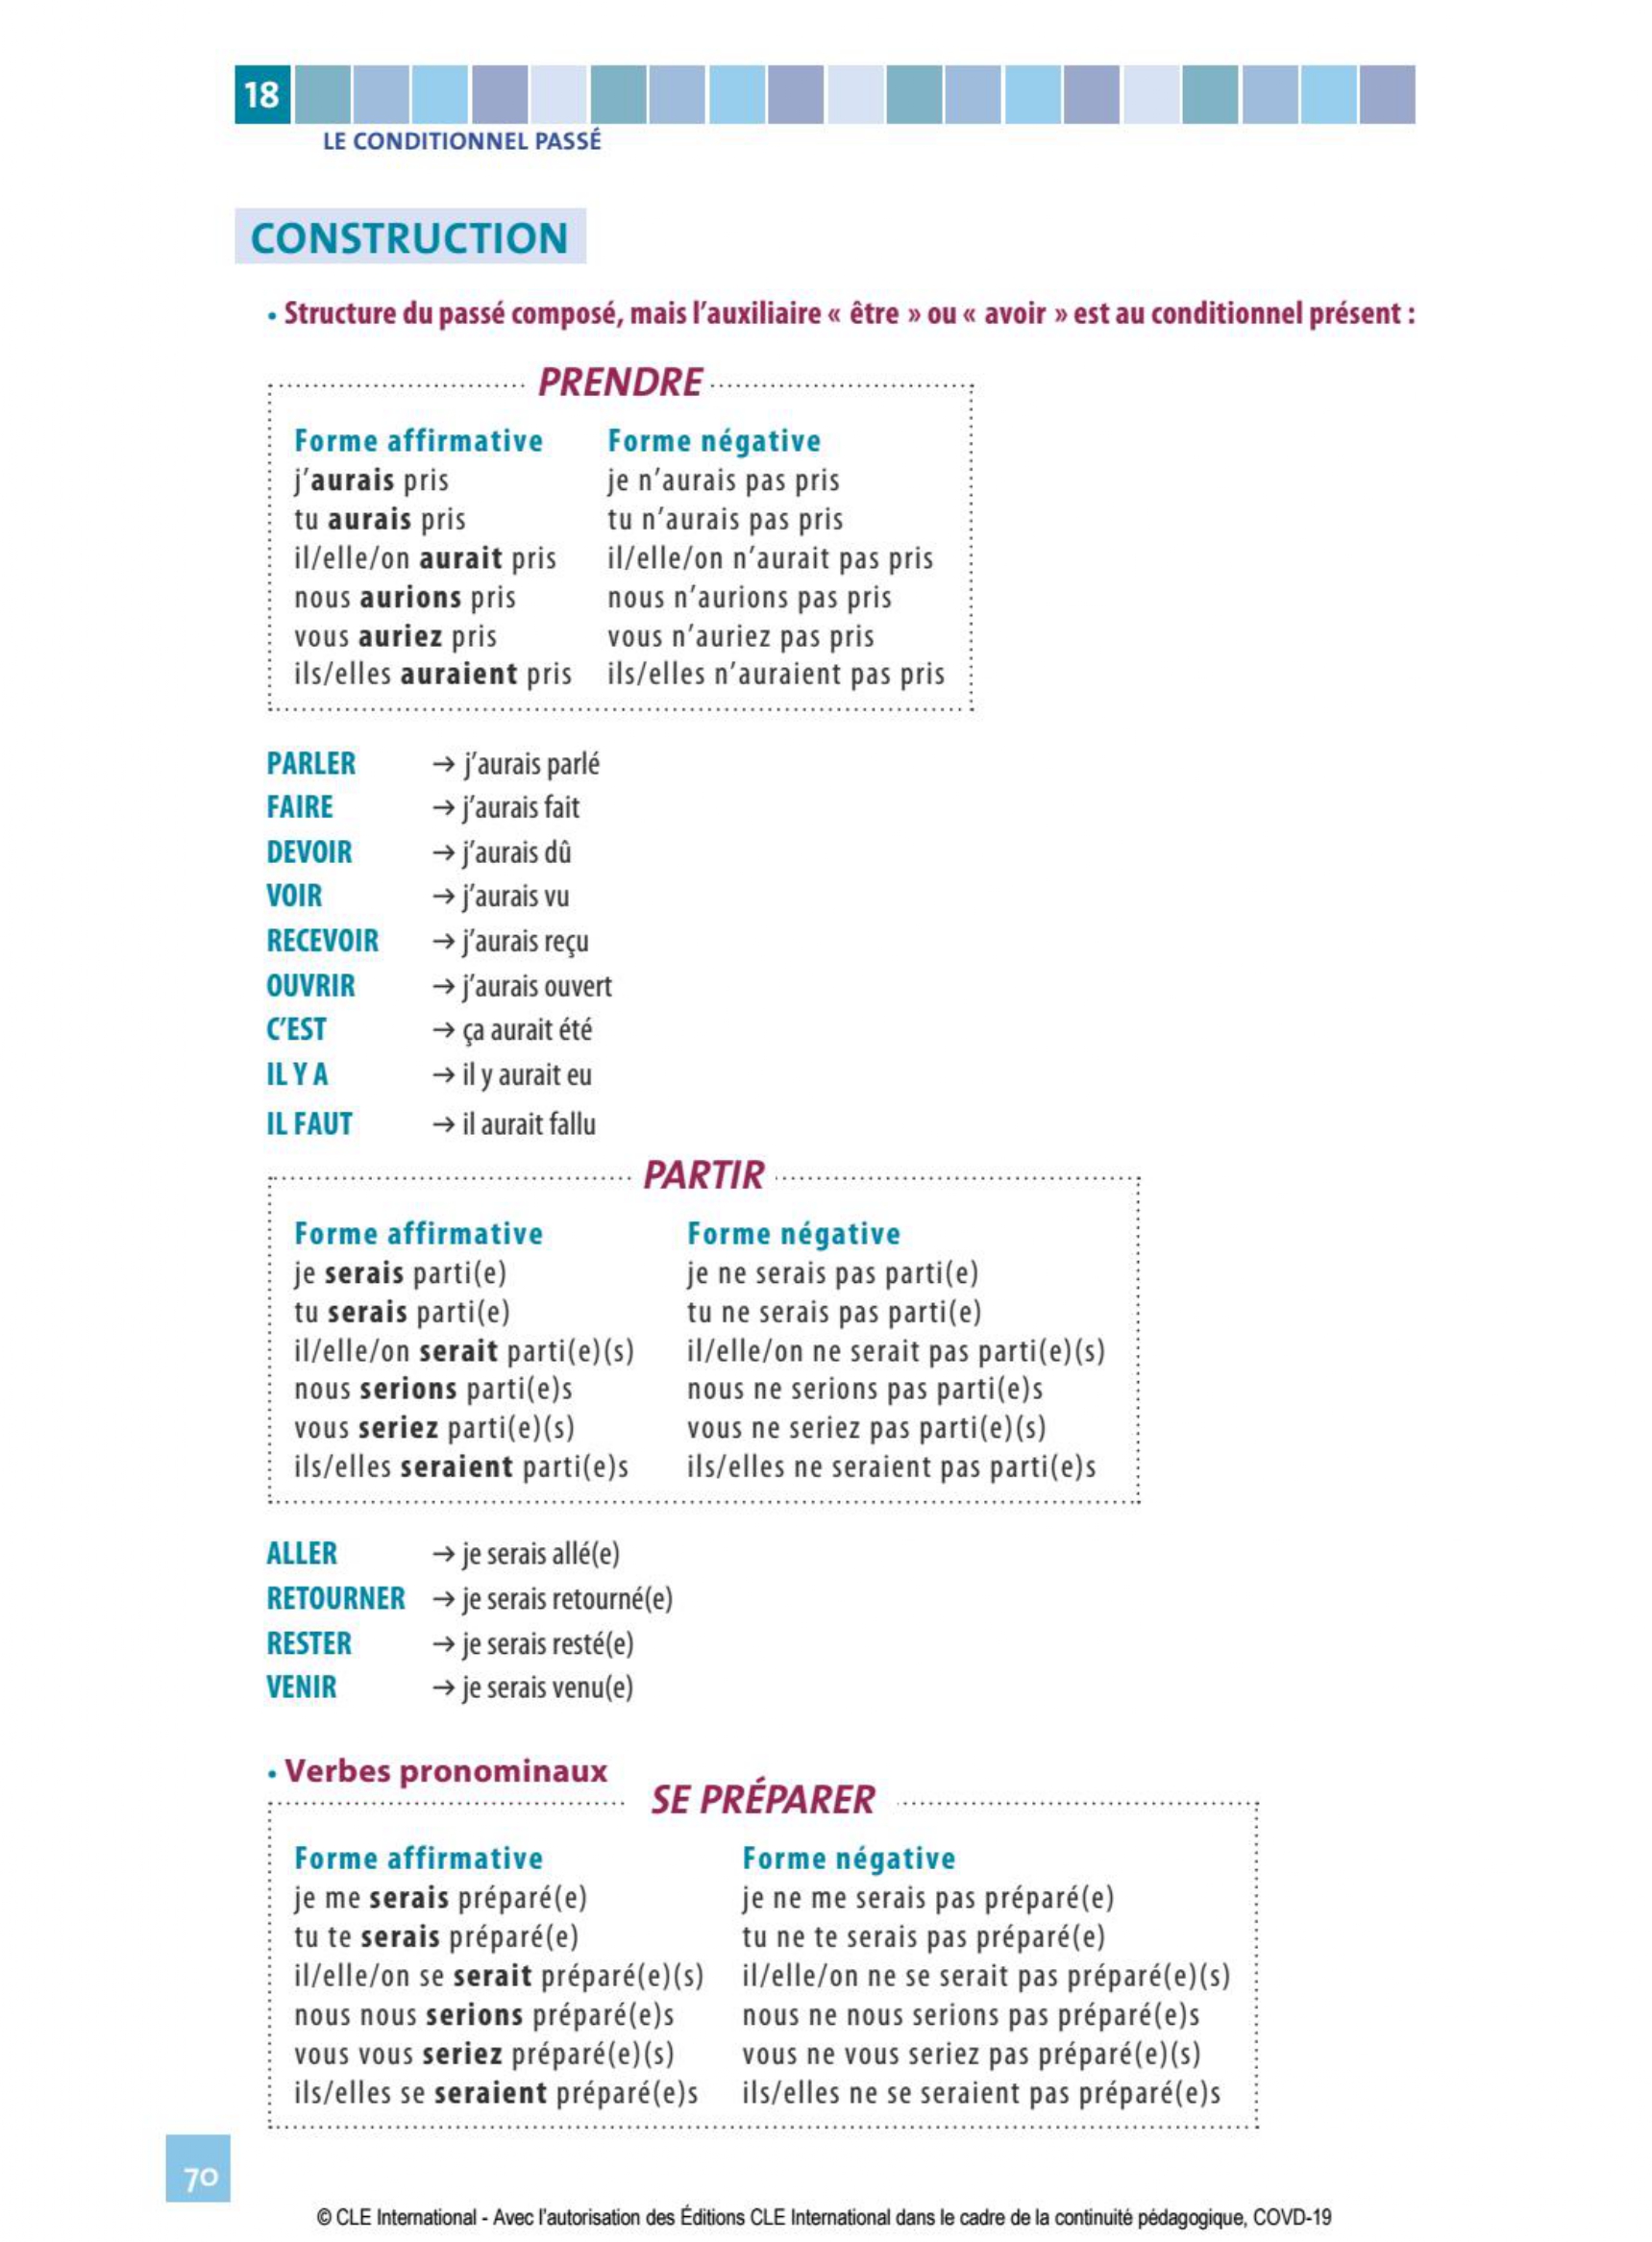 18
LE CONDITIONNEL PASSÉ
CONSTRUCTION
• Structure du passé composé, mais l'auxiliaire « être » ou « avoir » est au conditionnel présent :
PRENDRE
Forme affirmative Forme négative
j'aurais pris je n'aurais pas pris
tu aurais pris tu n'aurais pas pris
il/elle/on aurait pris il/elle/on n'aurait pas pris
nous aurions pris nous n'aurions pas pris
vous auriez pris vous n'auriez pas pris
ils/elles auraient pris ils/elles n'auraient pas pris
PARLER → j'aurais parlé
FAIRE → j'aurais fait
DEVOIR → j'aurais dû
VOIR → j'aurais vu
RECEVOIR → j'aurais reçu
OUVRIR → j'aurais ouvert
C'EST → ça aurait été
IL Y A → il y aurait eu
IL FAUT → il aurait fallu
PARTIR
Forme affirmative Forme négative
je serais parti(e) je ne serais pas parti(e)
tu serais parti(e) tu ne serais pas parti(e)
il/elle/on serait parti(e)(s) il/elle/on ne serait pas parti(e)(s)
nous serions parti(e)s nous ne serions pas parti(e)s
vous seriez parti(e)(s) vous ne seriez pas parti(e)(s)
ils/elles seraient parti(e)s ils/elles ne seraient pas parti(e)s
ALLER → je serais allé(e)
RETOURNER → je serais retourné(e)
RESTER → je serais resté(e)
VENIR → je serais venu(e)
• Verbes pronominaux
SE PRÉPARER
Forme affirmative Forme négative
je me serais préparé(e) je ne me serais pas préparé(e)
tu te serais préparé(e) tu ne te serais pas préparé(e)
il/elle/on se serait préparé(e)(s) il/elle/on ne se serait pas préparé(e)(s)
nous nous serions préparé(e)s nous ne nous serions pas préparé(e)s
vous vous seriez préparé(e)(s) vous ne vous seriez pas préparé(e)(s)
ils/elles se seraient préparé(e)s ils/elles ne se seraient pas préparé(e)s
70
© CLE International - Avec l'autorisation des Éditions CLE International dans le cadre de la continuité pédagogique, COVD-19